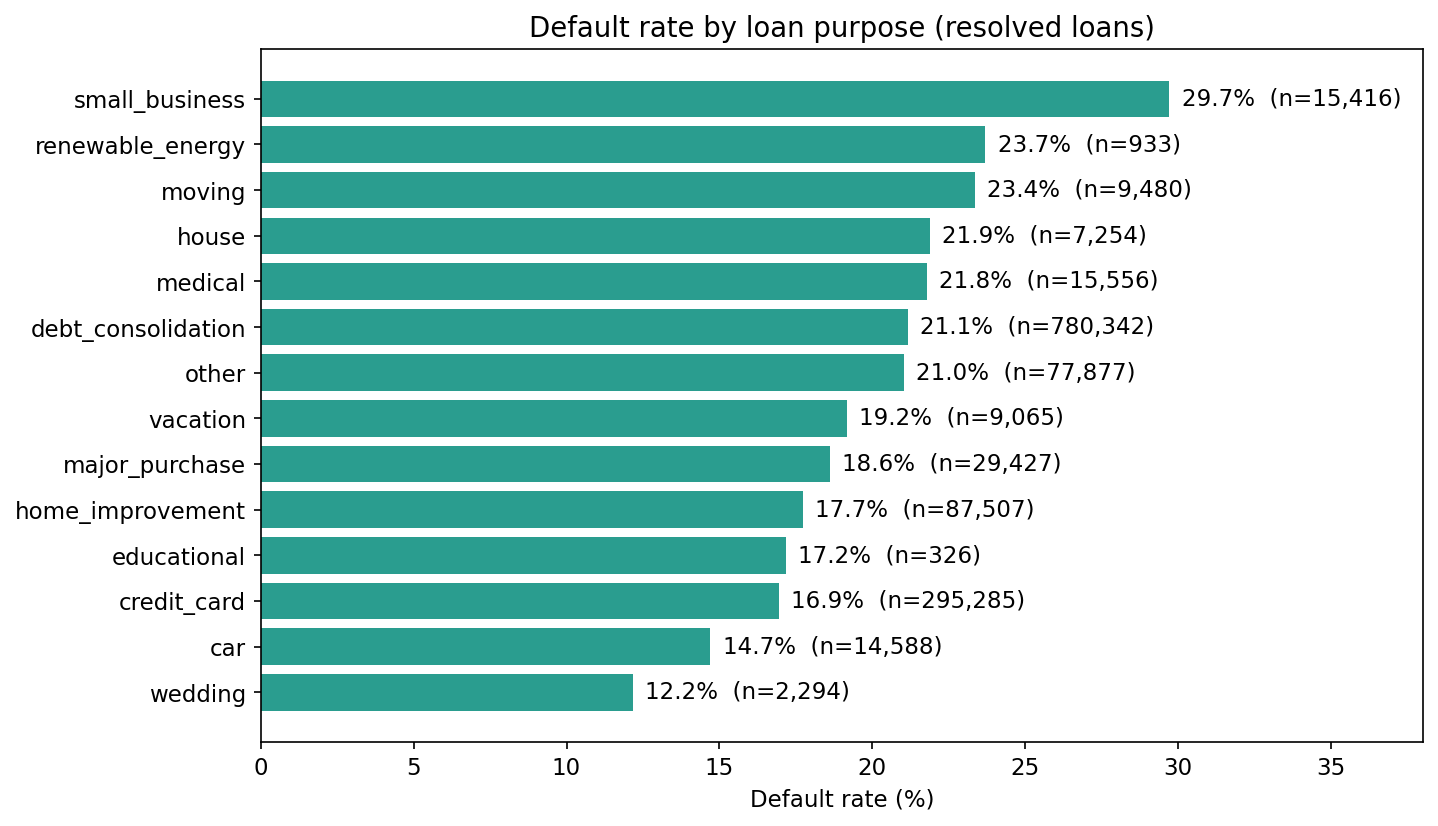 Default rate by loan purpose (resolved loans)
small_business 29.7% (n=15,416)
renewable_energy 23.7% (n=933)
moving 23.4% (n=9,480)
house 21.9% (n=7,254)
medical 21.8% (n=15,556)
debt_consolidation 21.1% (n=780,342)
other 21.0% (n=77,877)
vacation 19.2% (n=9,065)
major_purchase 18.6% (n=29,427)
home_improvement 17.7% (n=87,507)
educational 17.2% (n=326)
credit_card 16.9% (n=295,285)
car 14.7% (n=14,588)
wedding 12.2% (n=2,294)
0 5 10 15 20 25 30 35
Default rate (%)